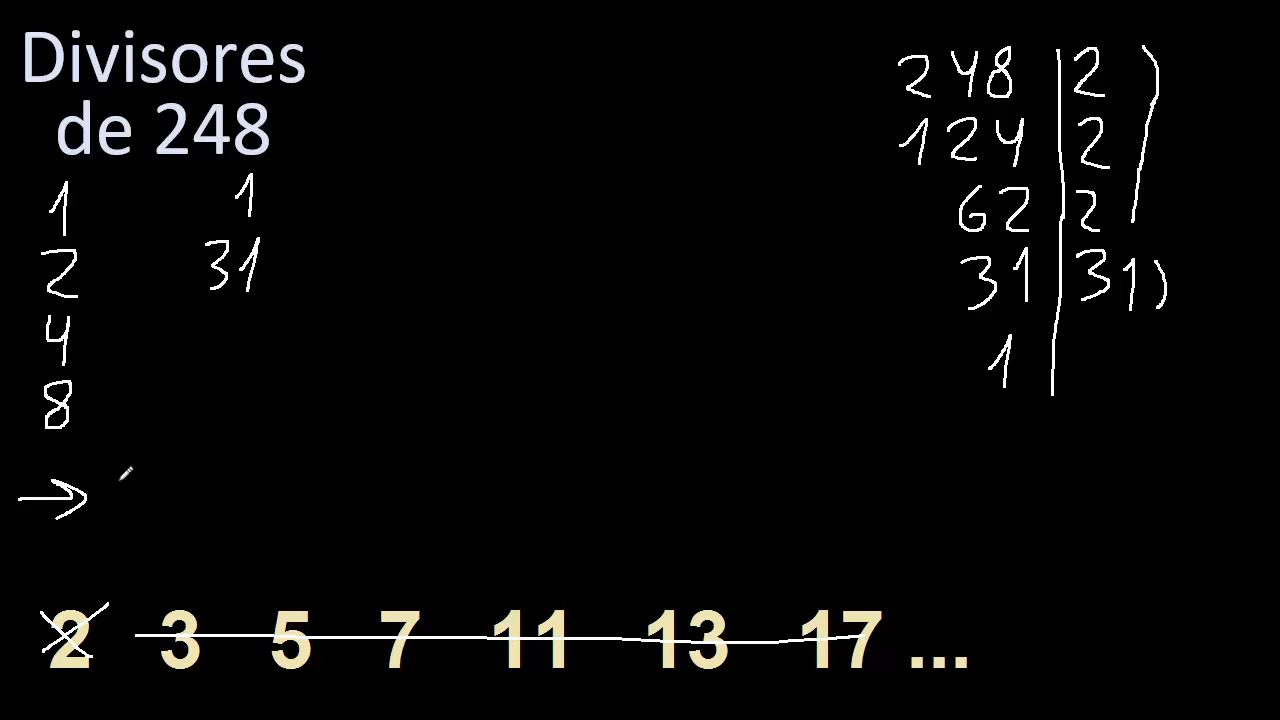 Divisores
de 248
1 1
2 31
4
8
→
248 | 2 )
124 | 2
62 | 2
31 | 31 )
1 |
2 3 5 7 11 13 17 ...